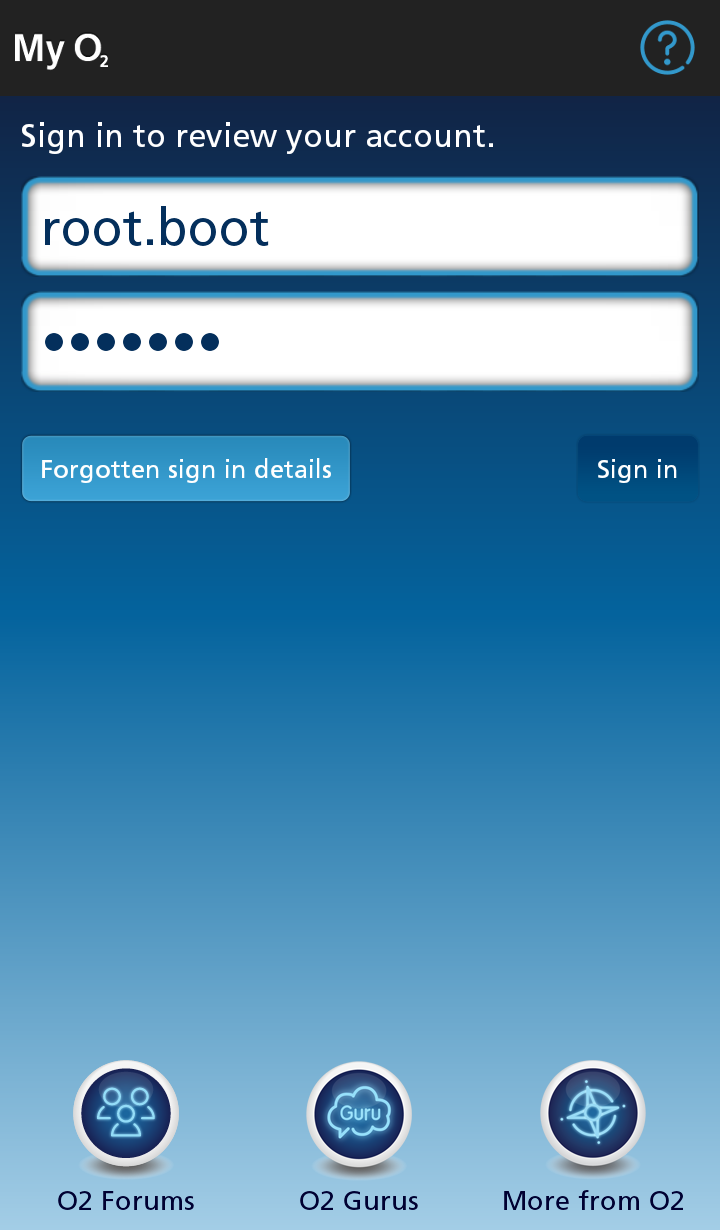 My O2
?
Sign in to review your account.
root.boot
•••••••
Forgotten sign in details
Sign in
Guru
O2 Forums
O2 Gurus
More from O2